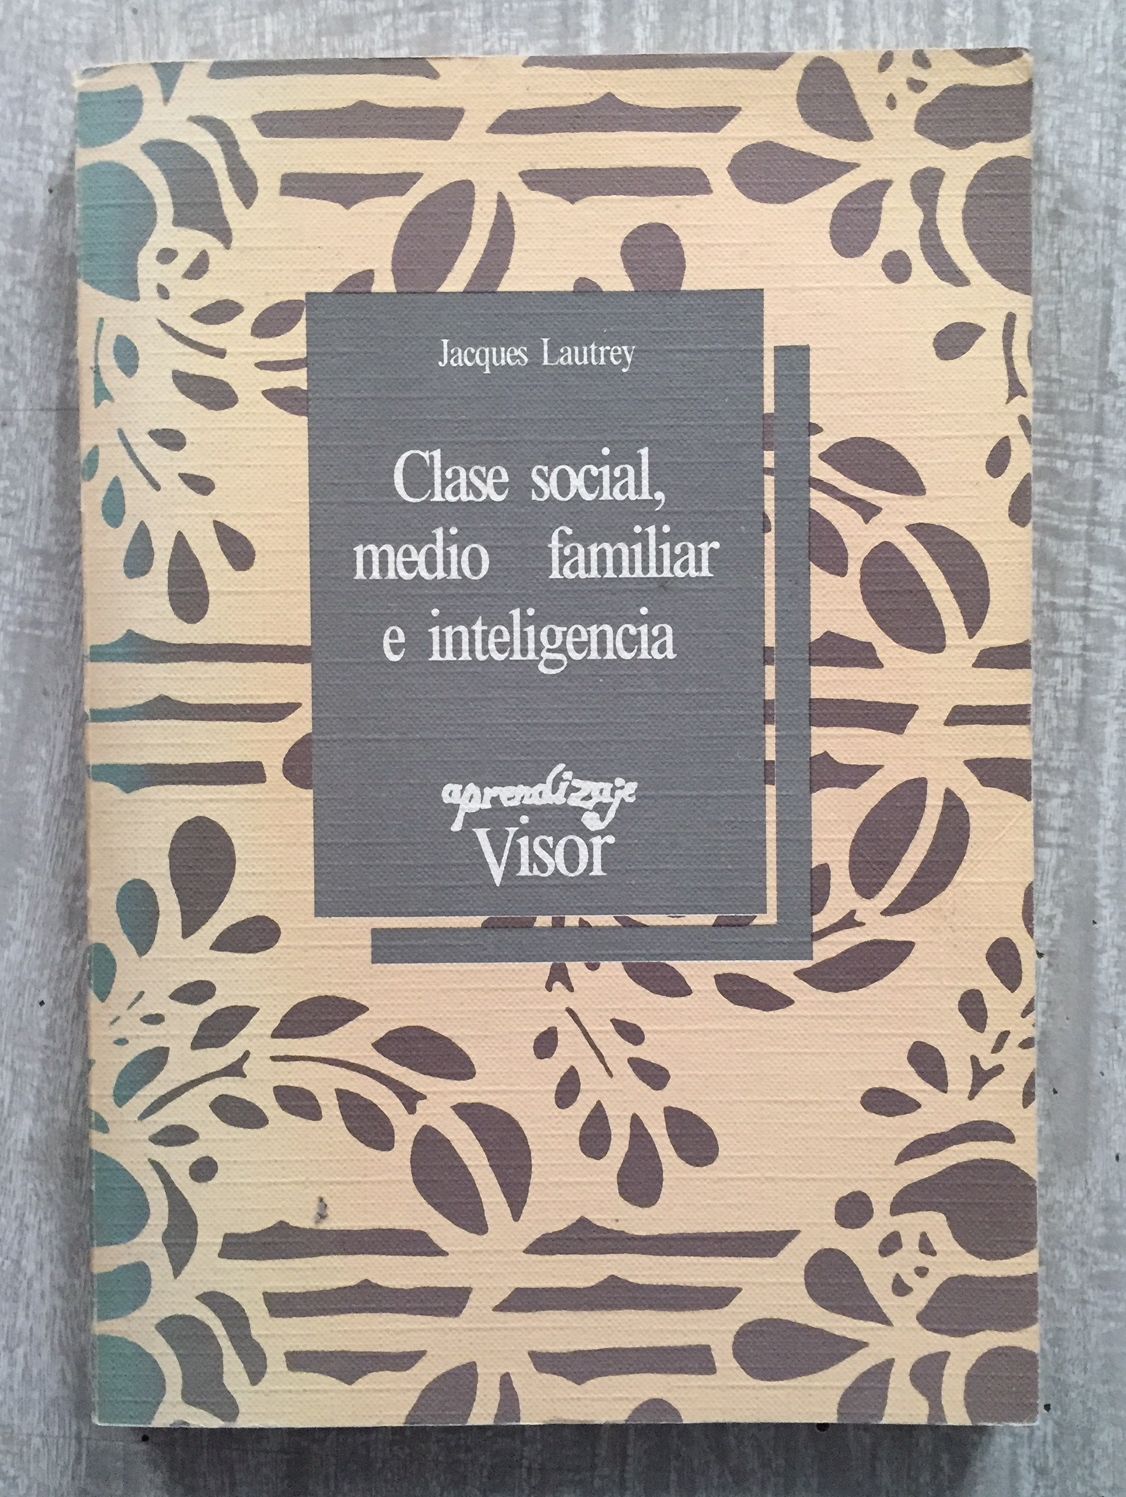 Jacques Lautrey
Clase social,
medio familiar
e inteligencia
aprendizaje
Visor